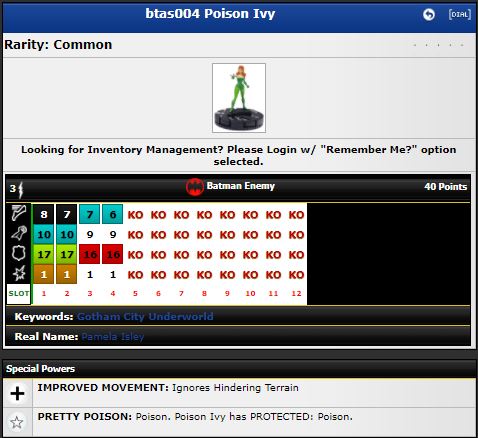 btas004 Poison Ivy
[DIAL]
Rarity: Common
Looking for Inventory Management? Please Login w/ "Remember Me?" option
selected.
3 Batman Enemy 40 Points
8 7 7 6 KO KO KO KO KO KO KO KO
10 10 9 9 KO KO KO KO KO KO KO KO
17 17 16 16 KO KO KO KO KO KO KO KO
1 1 1 1 KO KO KO KO KO KO KO KO
SLOT 1 2 3 4 5 6 7 8 9 10 11 12
Keywords: Gotham City Underworld
Real Name: Pamela Isley
Special Powers
IMPROVED MOVEMENT: Ignores Hindering Terrain
PRETTY POISON: Poison. Poison Ivy has PROTECTED: Poison.